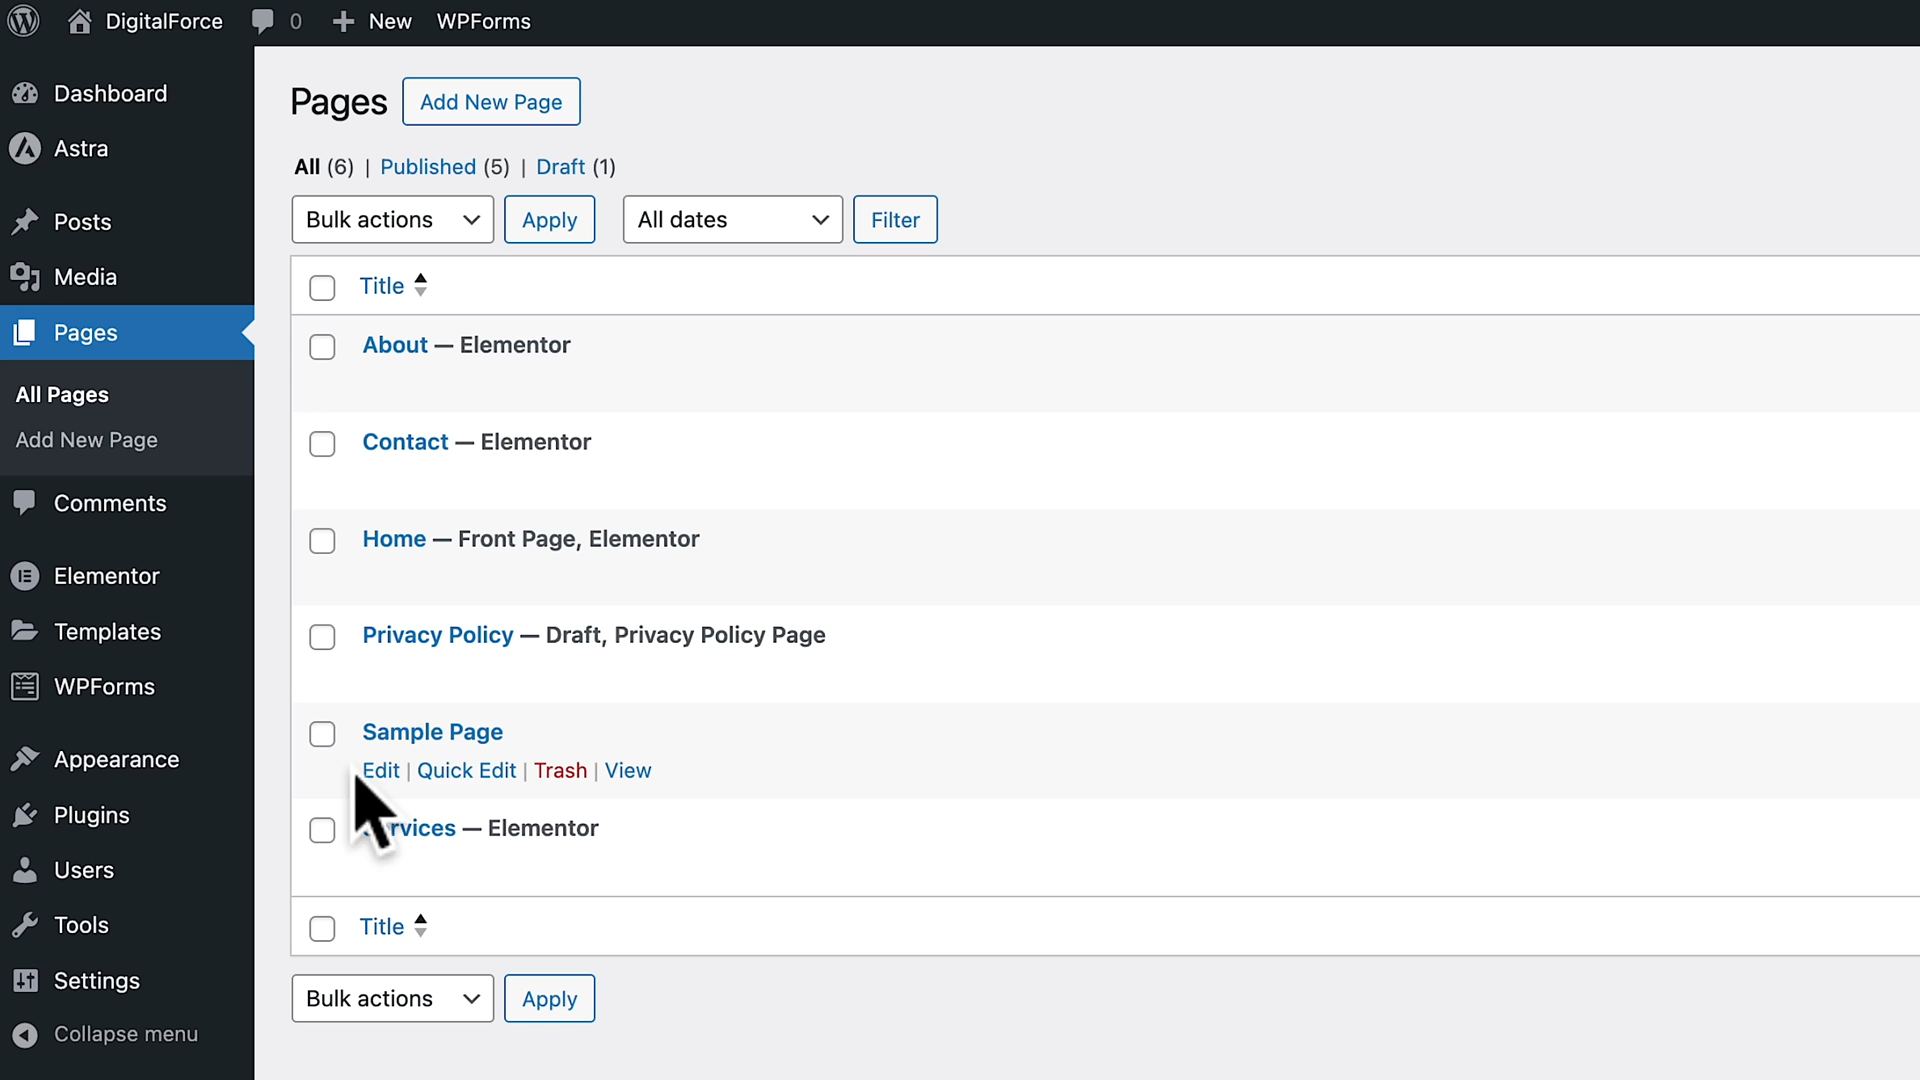 DigitalForce 0 New WPForms
Dashboard
Astra
Posts
Media
Pages
All Pages
Add New Page
Comments
Elementor
Templates
WPForms
Appearance
Plugins
Users
Tools
Settings
Collapse menu
Pages Add New Page
All (6) | Published (5) | Draft (1)
Bulk actions Apply All dates Filter
Title
About — Elementor
Contact — Elementor
Home — Front Page, Elementor
Privacy Policy — Draft, Privacy Policy Page
Sample Page
Edit | Quick Edit | Trash | View
Services — Elementor
Title
Bulk actions Apply